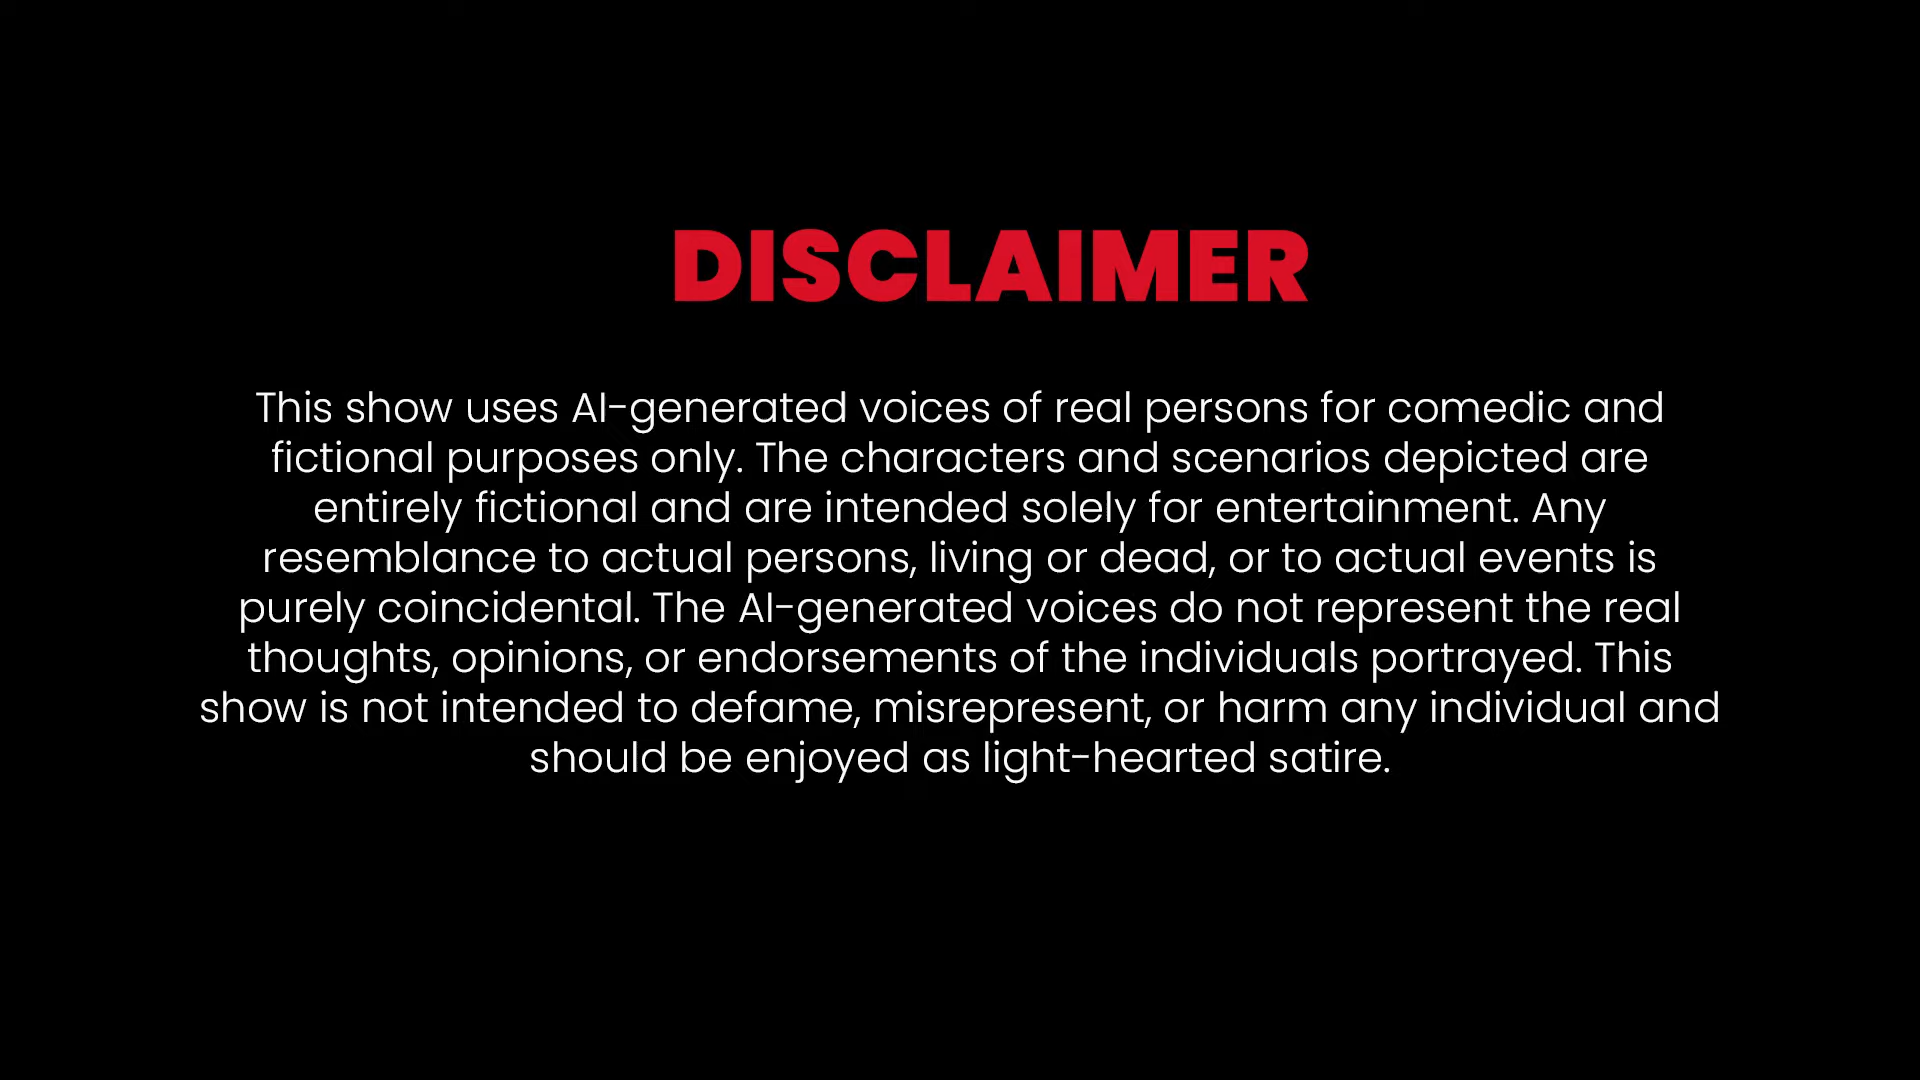 DISCLAIMER
This show uses AI-generated voices of real persons for comedic and
fictional purposes only. The characters and scenarios depicted are
entirely fictional and are intended solely for entertainment. Any
resemblance to actual persons, living or dead, or to actual events is
purely coincidental. The AI-generated voices do not represent the real
thoughts, opinions, or endorsements of the individuals portrayed. This
show is not intended to defame, misrepresent, or harm any individual and
should be enjoyed as light-hearted satire.